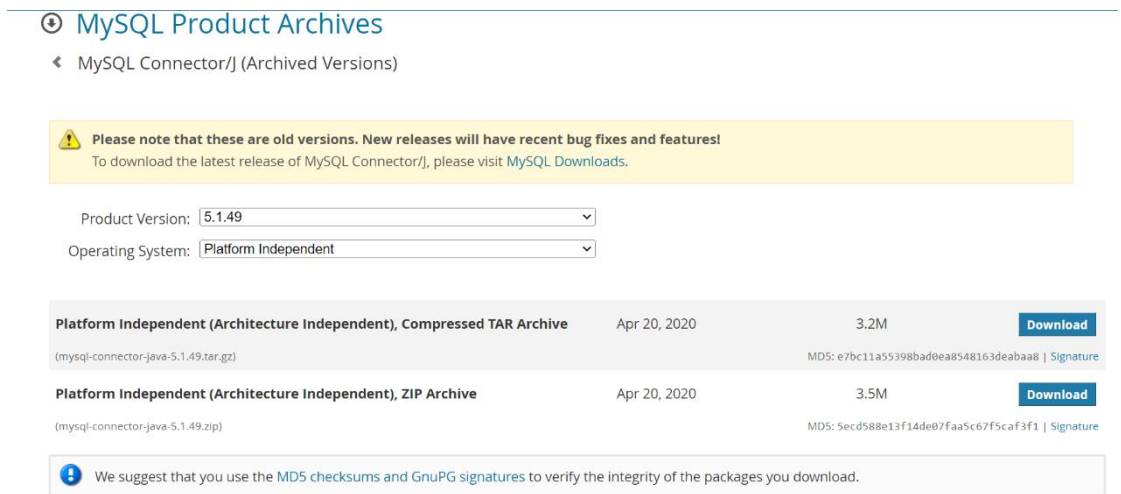 MySQL Product Archives
MySQL Connector/J (Archived Versions)
Please note that these are old versions. New releases will have recent bug fixes and features!
To download the latest release of MySQL Connector/J, please visit MySQL Downloads.
Product Version: 5.1.49
Operating System: Platform Independent
Platform Independent (Architecture Independent), Compressed TAR Archive Apr 20, 2020 3.2M Download
(mysql-connector-java-5.1.49.tar.gz) MD5: e7bc11a55398bad0ea8548163deabaa8 | Signature
Platform Independent (Architecture Independent), ZIP Archive Apr 20, 2020 3.5M Download
(mysql-connector-java-5.1.49.zip) MD5: 5ecd588e13f14de07faa5c67f5caf3f1 | Signature
We suggest that you use the MD5 checksums and GnuPG signatures to verify the integrity of the packages you download.